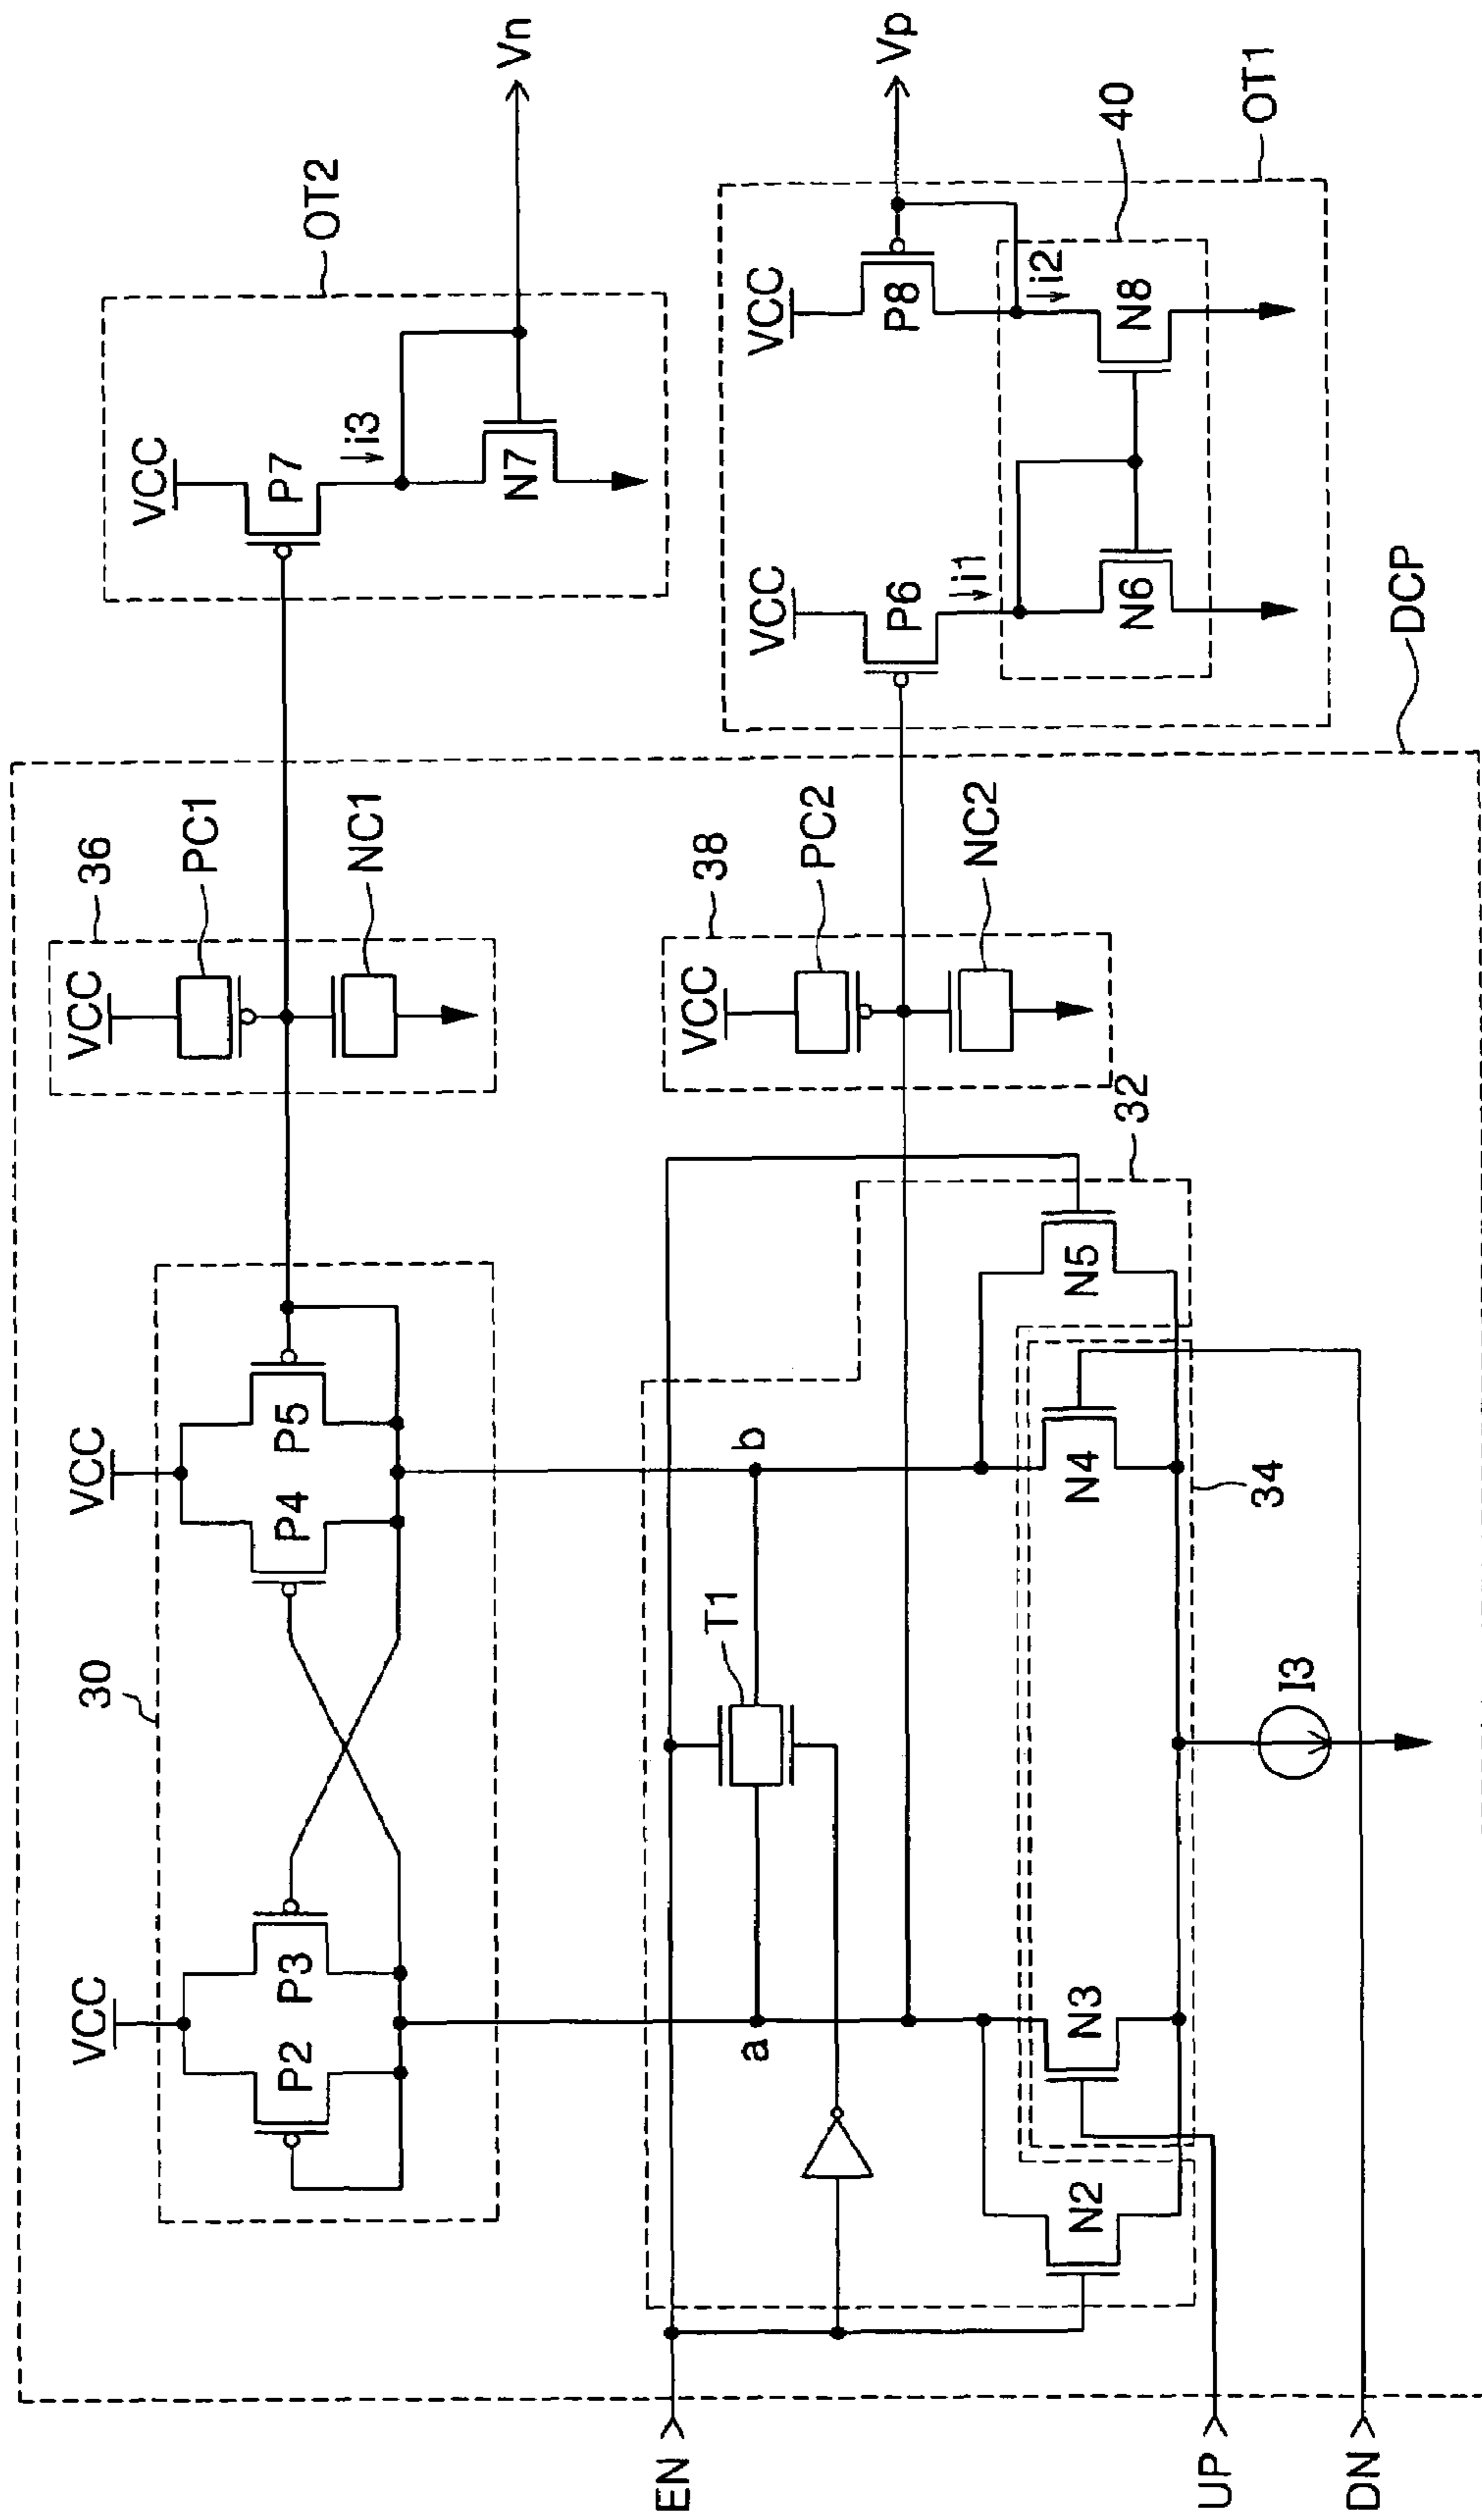 VCC
VCC
30
P2
P3
P4
P5
36
VCC
PC1
NC1
OT2
VCC
P7
i3
N7
Vn
EN
T1
a
b
38
VCC
PC2
NC2
32
N2
N3
N4
N5
34
I3
UP
DN
DCP
VCC
P6
i1
N6
VCC
P8
i2
N8
40
OT1
Vp